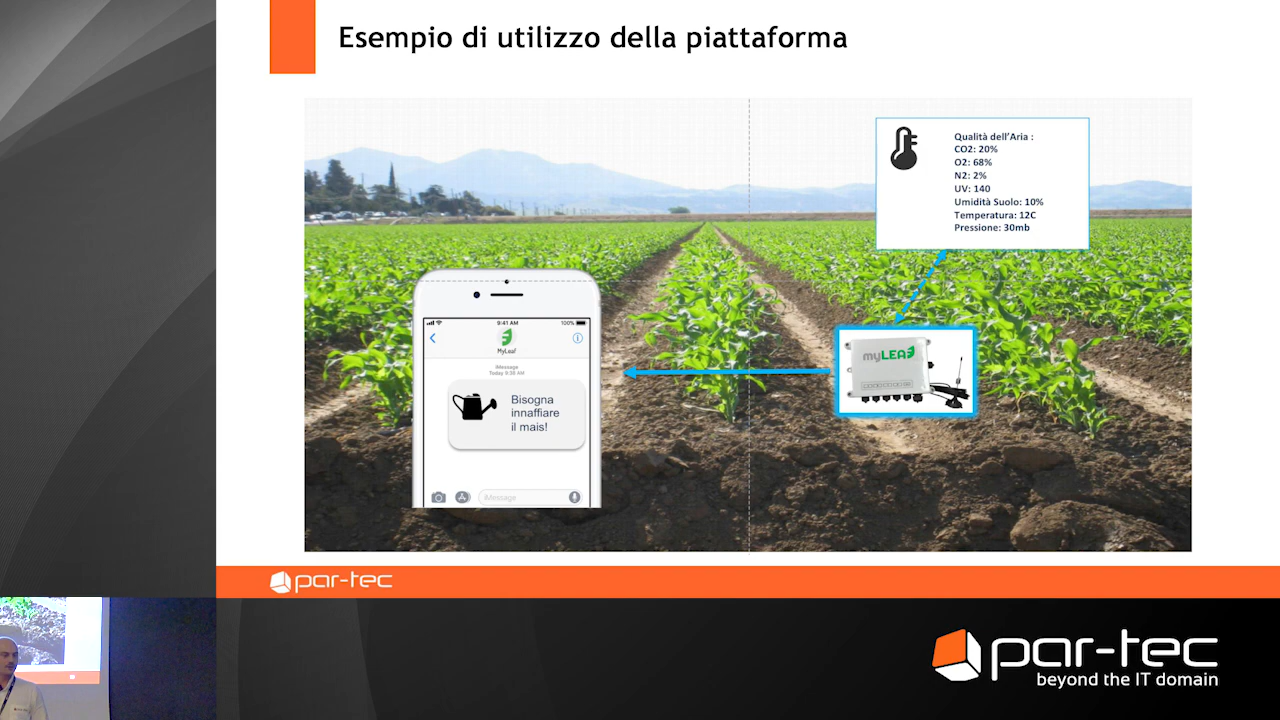 Esempio di utilizzo della piattaforma
Qualità dell'Aria :
CO2: 20%
O2: 68%
N2: 2%
UV: 140
Umidità Suolo: 10%
Temperatura: 12C
Pressione: 30mb
9:41 AM
100%
MyLeaf
iMessage
Today 9:30 AM
Bisogna
innaffiare
il mais!
iMessage
myLEAF
par-tec
par-tec
beyond the IT domain